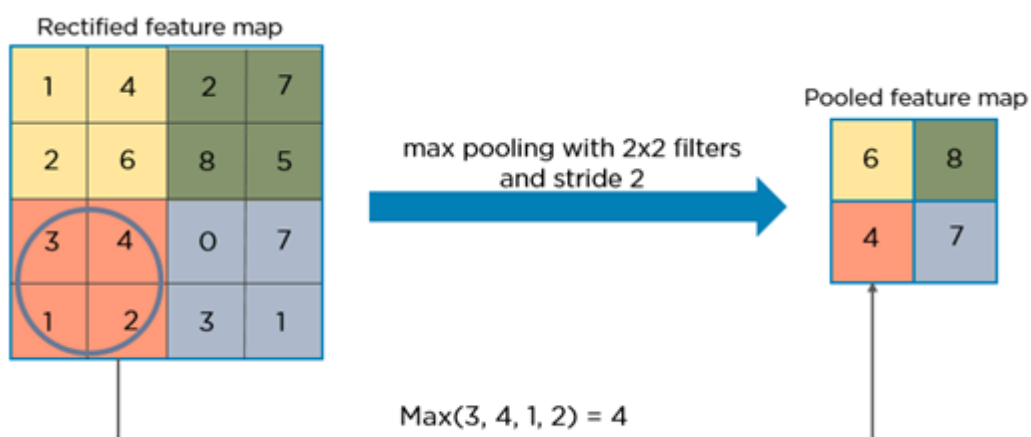 Rectified feature map
1 4 2 7
2 6 8 5
3 4 0 7
1 2 3 1
max pooling with 2x2 filters
and stride 2
Pooled feature map
6 8
4 7
Max(3, 4, 1, 2) = 4